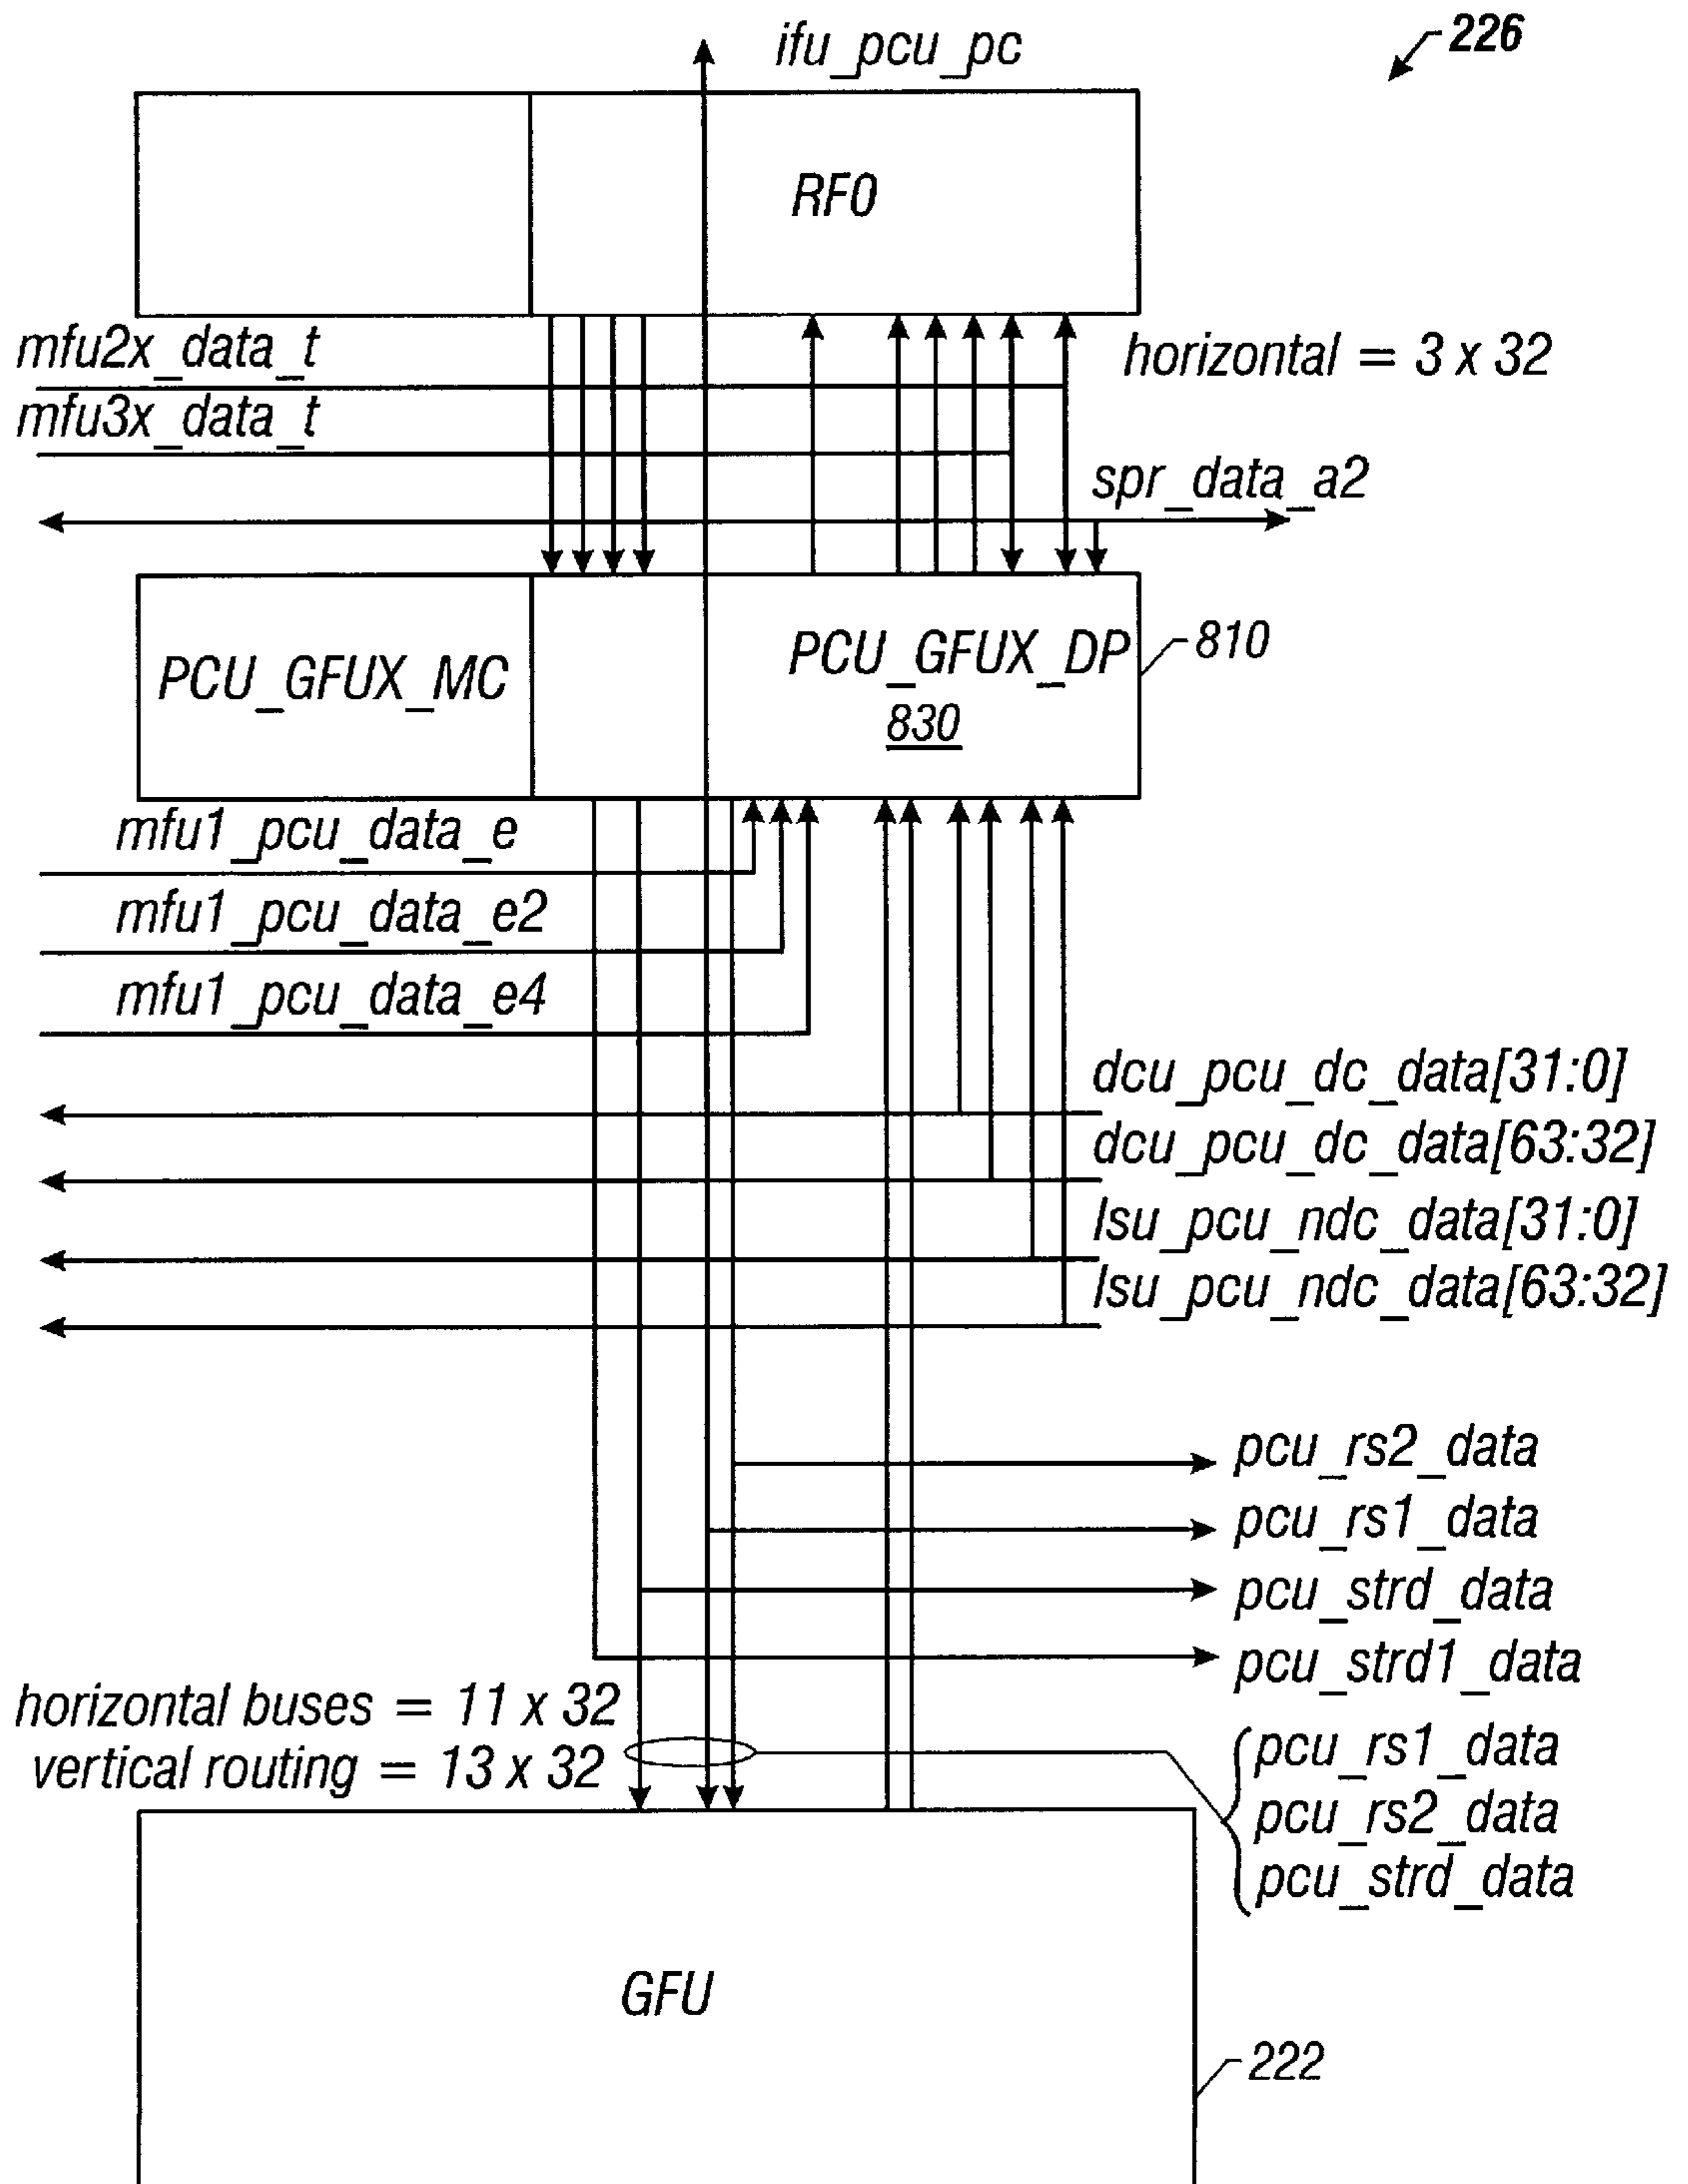 ifu_pcu_pc
226
RF0
mfu2x_data_t
horizontal = 3 x 32
mfu3x_data_t
spr_data_a2
PCU_GFUX_MC
PCU_GFUX_DP
830
810
mfu1_pcu_data_e
mfu1_pcu_data_e2
mfu1_pcu_data_e4
dcu_pcu_dc_data[31:0]
dcu_pcu_dc_data[63:32]
lsu_pcu_ndc_data[31:0]
lsu_pcu_ndc_data[63:32]
pcu_rs2_data
pcu_rs1_data
pcu_strd_data
pcu_strd1_data
horizontal buses = 11 x 32
vertical routing = 13 x 32
pcu_rs1_data
pcu_rs2_data
pcu_strd_data
GFU
222